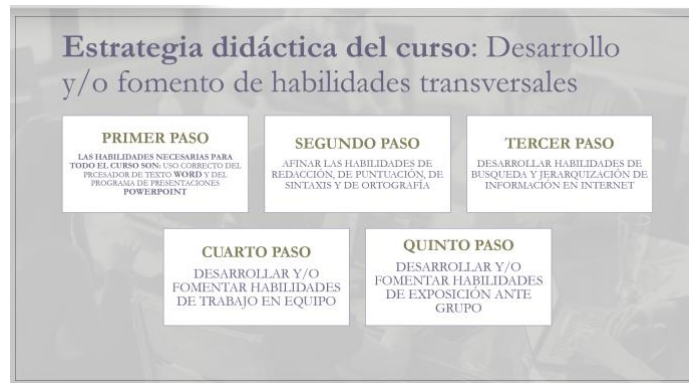 Estrategia didáctica del curso: Desarrollo
y/o fomento de habilidades transversales
PRIMER PASO
LAS HABILIDADES NECESARIAS PARA
TODO EL CURSO SON: USO CORRECTO DEL
PRCESADOR DE TEXTO WORD Y DEL
PROGRAMA DE PRESENTACIONES
POWERPOINT
SEGUNDO PASO
AFINAR LAS HABILIDADES DE
REDACCIÓN, DE PUNTUACIÓN, DE
SINTAXIS Y DE ORTOGRAFÍA
TERCER PASO
DESARROLLAR HABILIDADES DE
BUSQUEDA Y JERARQUIZACIÓN DE
INFORMACIÓN EN INTERNET
CUARTO PASO
DESARROLLAR Y/O
FOMENTAR HABILIDADES
DE TRABAJO EN EQUIPO
QUINTO PASO
DESARROLLAR Y/O
FOMENTAR HABILIDADES
DE EXPOSICIÓN ANTE
GRUPO